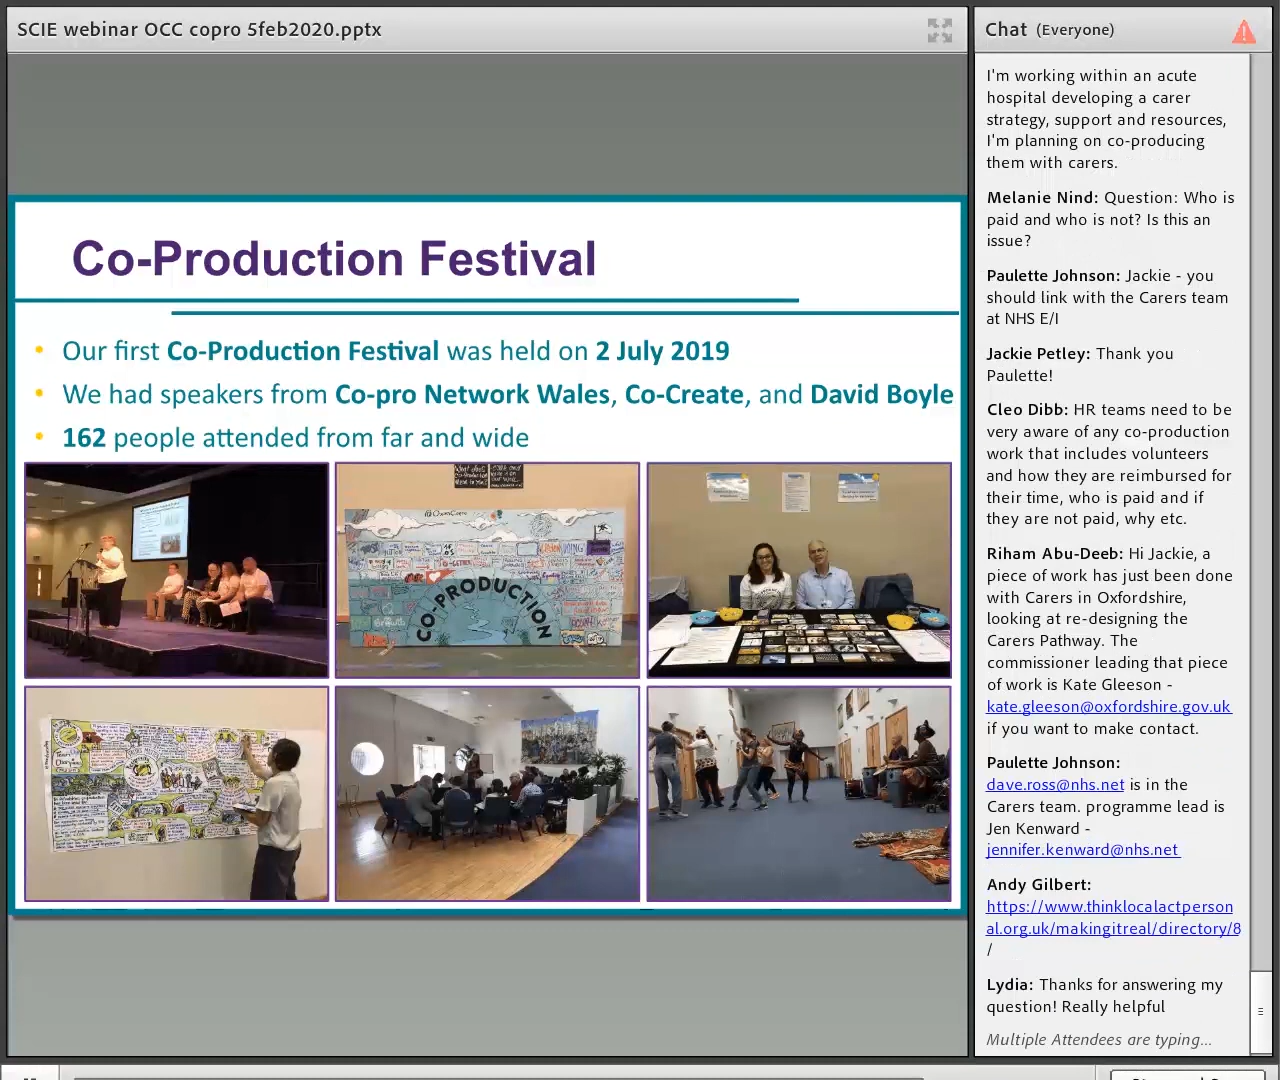 SCIE webinar OCC copro 5feb2020.pptx
Co-Production Festival
• Our first Co-Production Festival was held on 2 July 2019
• We had speakers from Co-pro Network Wales, Co-Create, and David Boyle
• 162 people attended from far and wide
CO-PRODUCTION
Chat (Everyone)
I'm working within an acute
hospital developing a carer
strategy, support and resources,
I'm planning on co-producing
them with carers.
Melanie Nind: Question: Who is
paid and who is not? Is this an
issue?
Paulette Johnson: Jackie - you
should link with the Carers team
at NHS E/I
Jackie Petley: Thank you
Paulette!
Cleo Dibb: HR teams need to be
very aware of any co-production
work that includes volunteers
and how they are reimbursed for
their time, who is paid and if
they are not paid, why etc.
Riham Abu-Deeb: Hi Jackie, a
piece of work has just been done
with Carers in Oxfordshire,
looking at re-designing the
Carers Pathway. The
commissioner leading that piece
of work is Kate Gleeson -
kate.gleeson@oxfordshire.gov.uk
if you want to make contact.
Paulette Johnson:
dave.ross@nhs.net is in the
Carers team. programme lead is
Jen Kenward -
jennifer.kenward@nhs.net
Andy Gilbert:
https://www.thinklocalactperson
al.org.uk/makingitreal/directory/8
/
Lydia: Thanks for answering my
question! Really helpful
Multiple Attendees are typing...